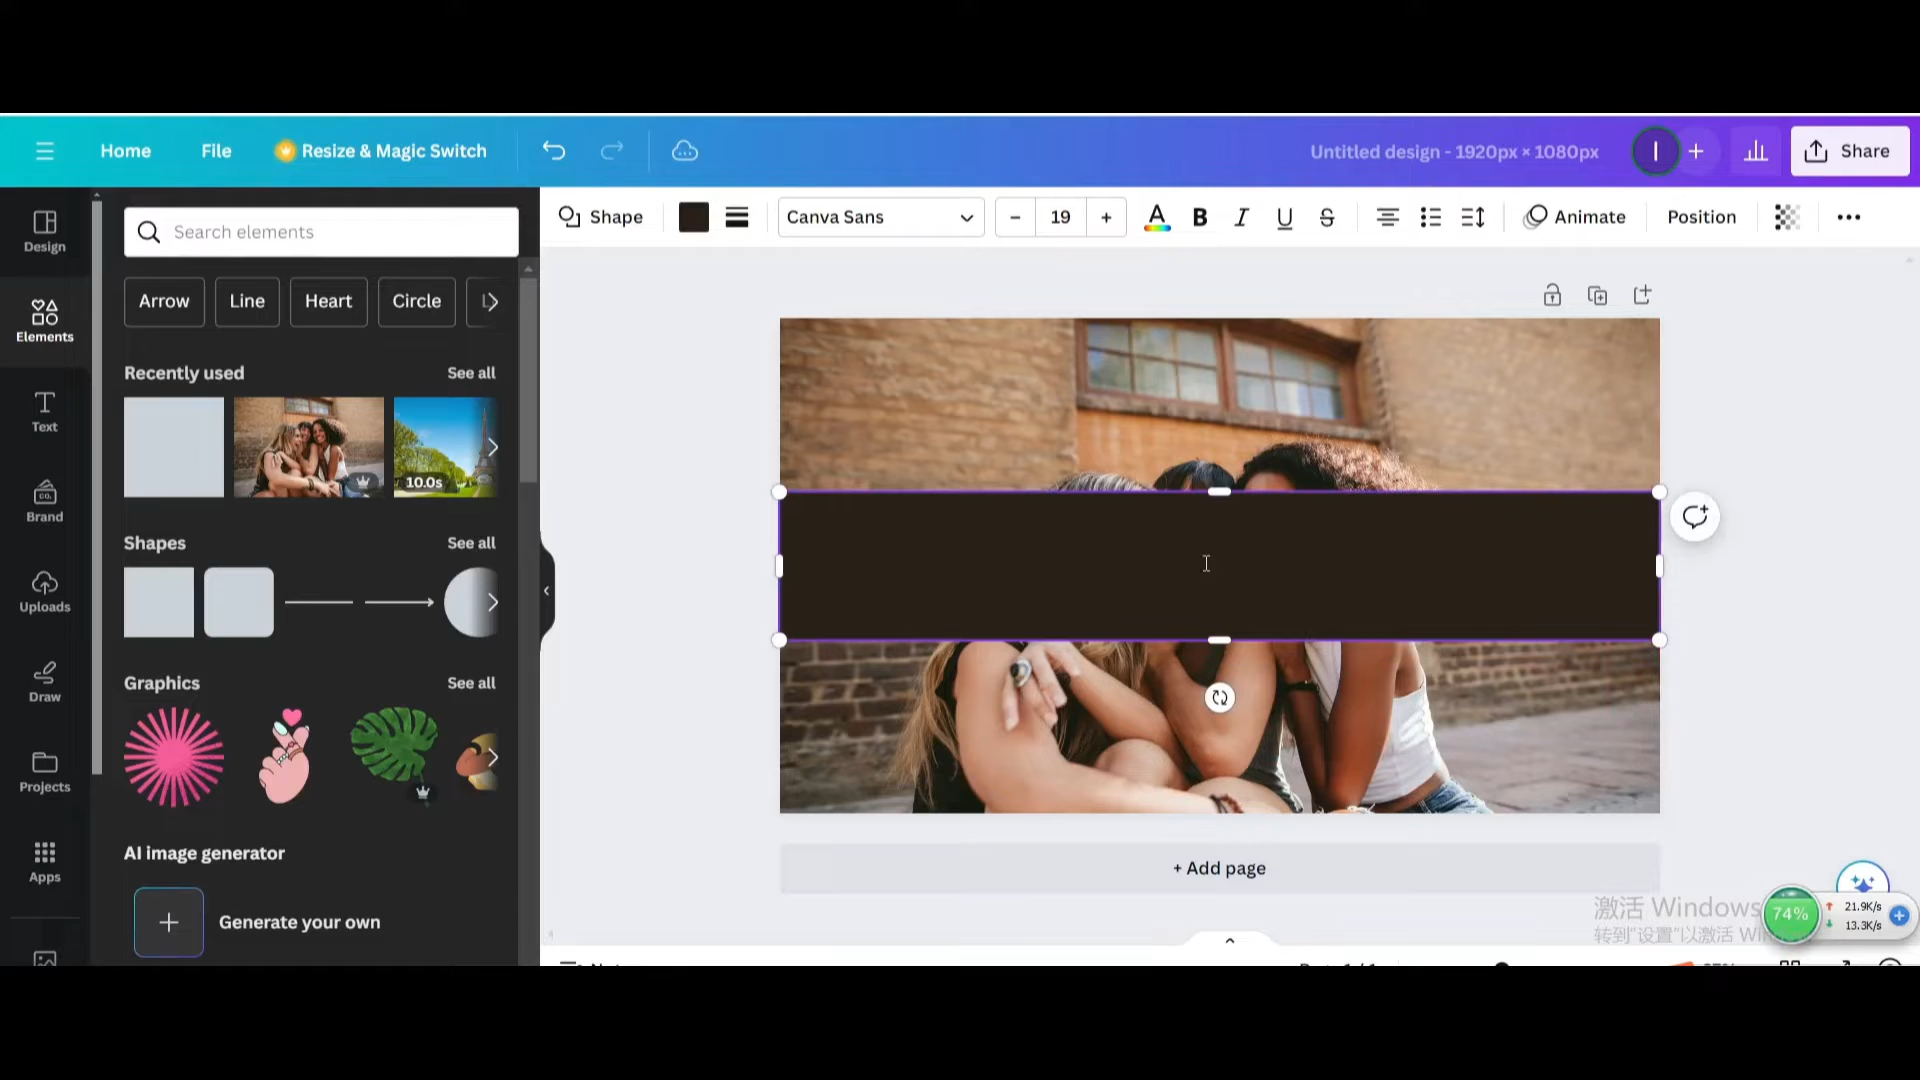 Home
File
Resize & Magic Switch
Untitled design - 1920px × 1080px
Share
Design
Elements
Text
Brand
CO.
Uploads
Draw
Projects
Apps
Search elements
Arrow
Line
Heart
Circle
Recently used
See all
10.0s
Shapes
See all
Graphics
See all
AI image generator
Generate your own
Shape
Canva Sans
19
A
B
I
U
S
Animate
Position
+ Add page
激活 Windows
转到"设置"以激活
74%
21.9K/s
13.3K/s